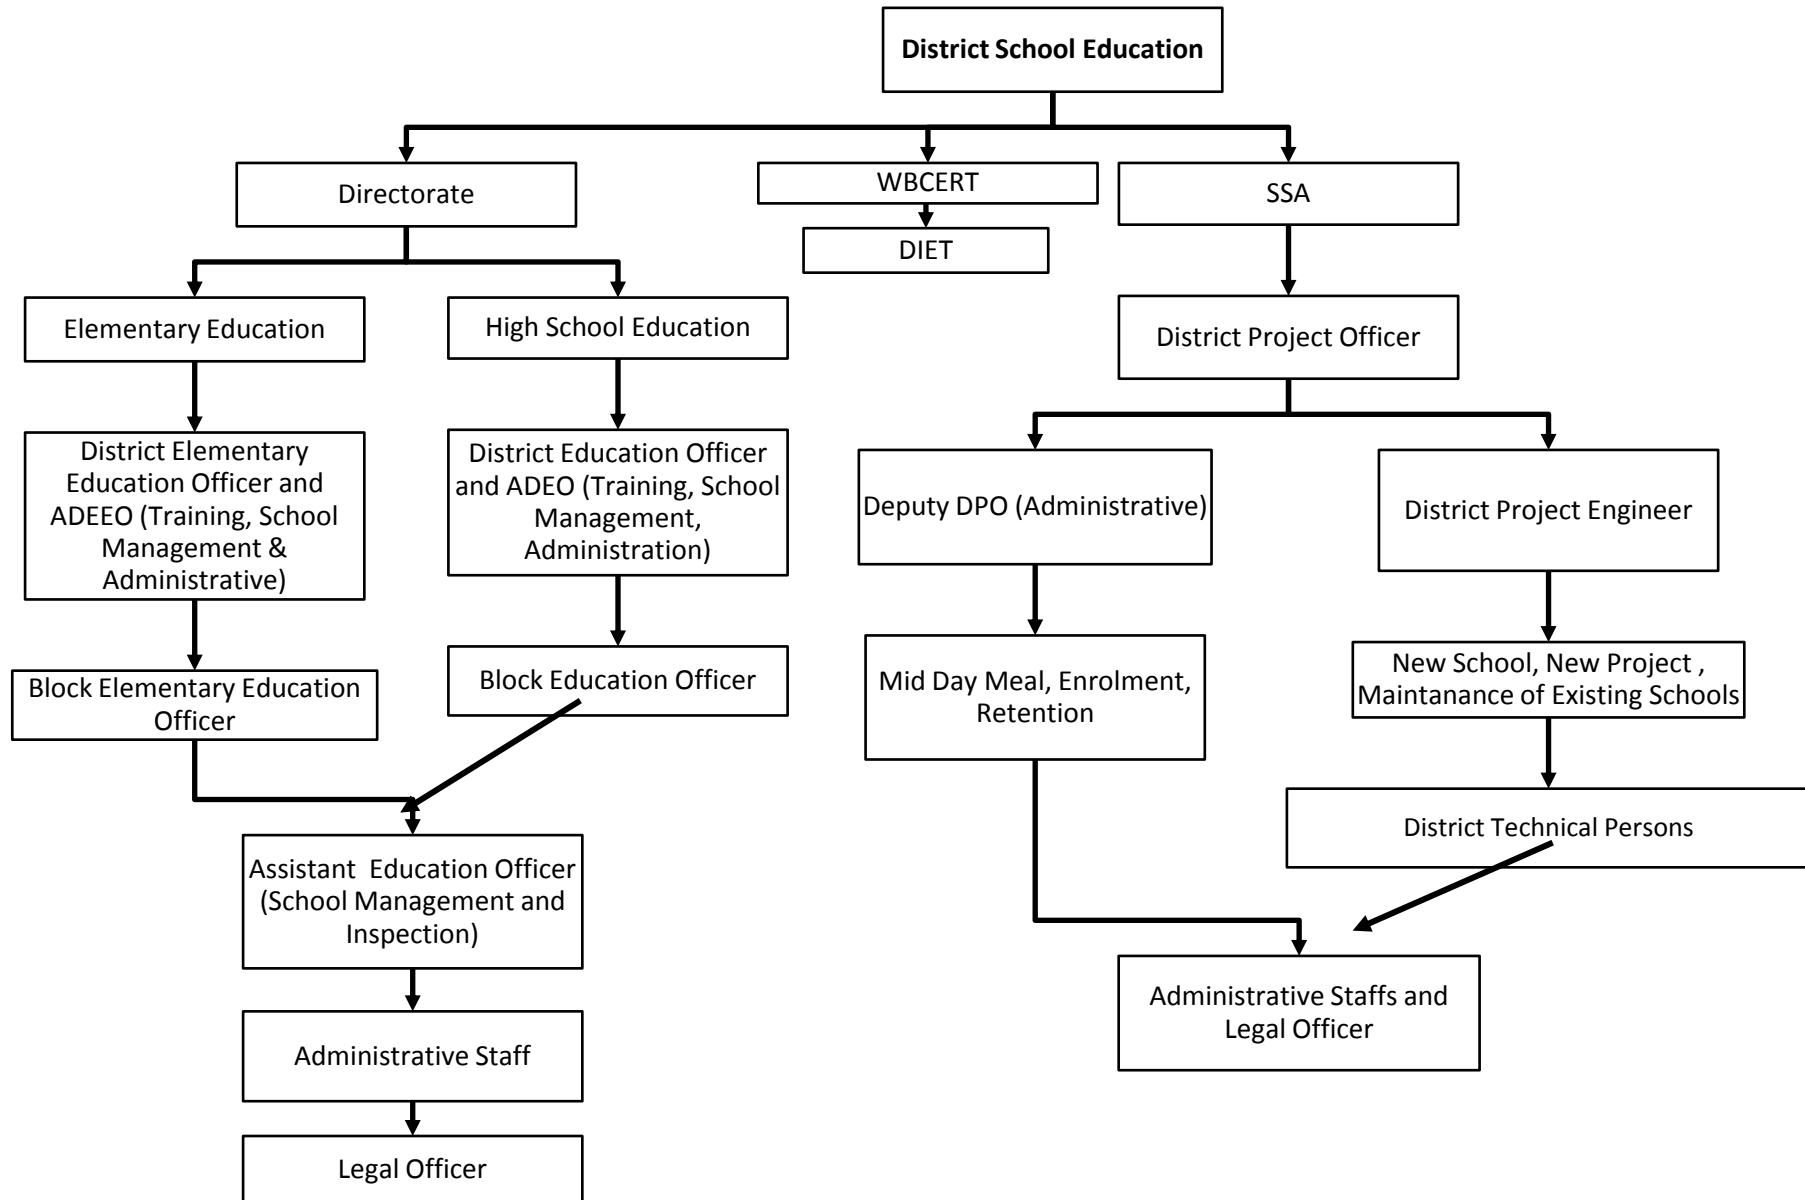 District School Education
Directorate
WBCERT
SSA
DIET
Elementary Education
High School Education
District Project Officer
District Elementary
Education Officer and
ADEEO (Training, School
Management &
Administrative)
District Education Officer
and ADEO (Training, School
Management,
Administration)
Deputy DPO (Administrative)
District Project Engineer
Block Elementary Education
Officer
Block Education Officer
Mid Day Meal, Enrolment,
Retention
New School, New Project ,
Maintanance of Existing Schools
District Technical Persons
Assistant  Education Officer
(School Management and
Inspection)
Administrative Staffs and
Legal Officer
Administrative Staff
Legal Officer